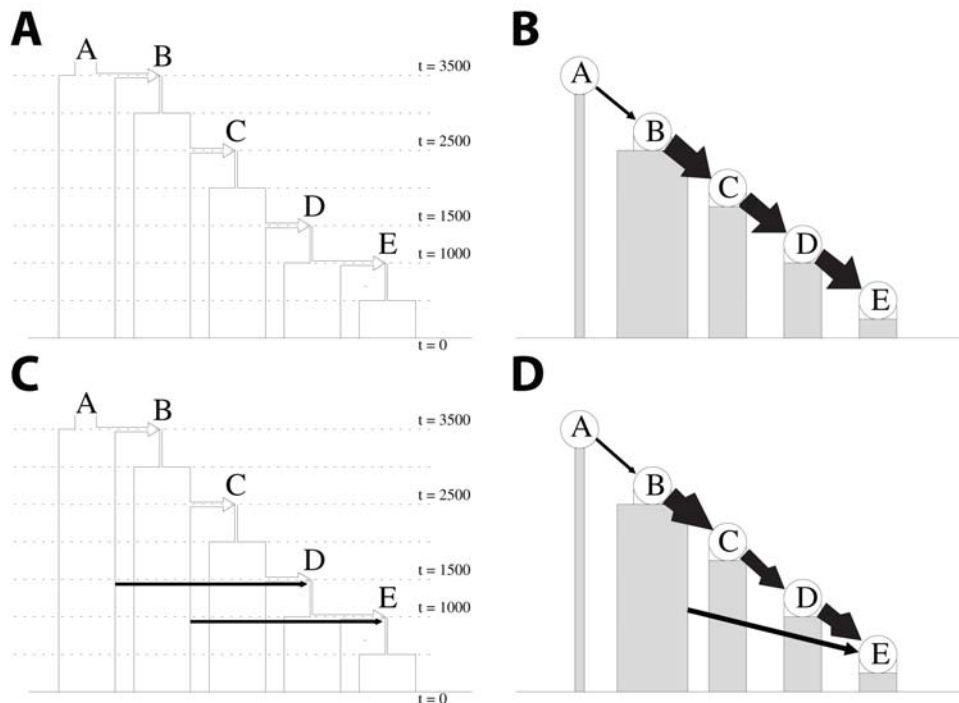 A
A
B
t = 3500
C
t = 2500
D
t = 1500
E
t = 1000
t = 0
B
A
B
C
D
E
C
A
B
t = 3500
C
t = 2500
D
t = 1500
E
t = 1000
t = 0
D
A
B
C
D
E